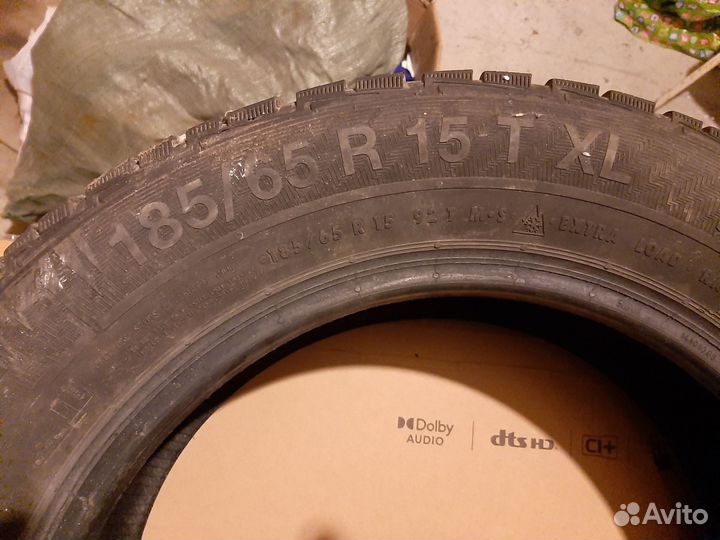 185/65 R 15 T XL
185/65 R 15 92 T M+S EXTRA LOAD
Dolby
AUDIO
dts HD
CI+
Avito